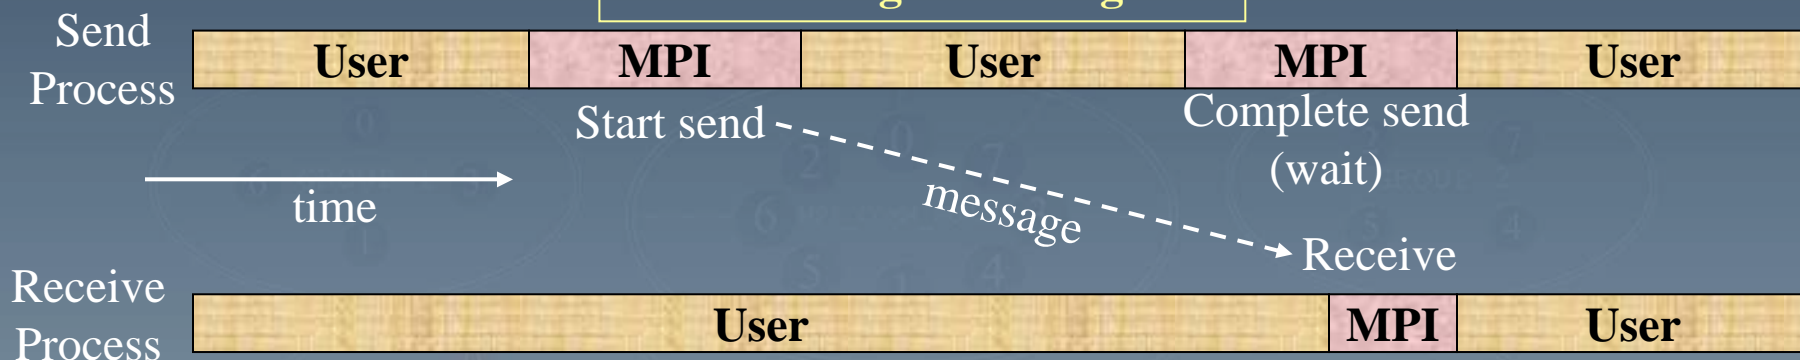 Send
Process
User MPI User MPI User
Start send
Complete send
(wait)
time
message
Receive
Receive
Process
User MPI User